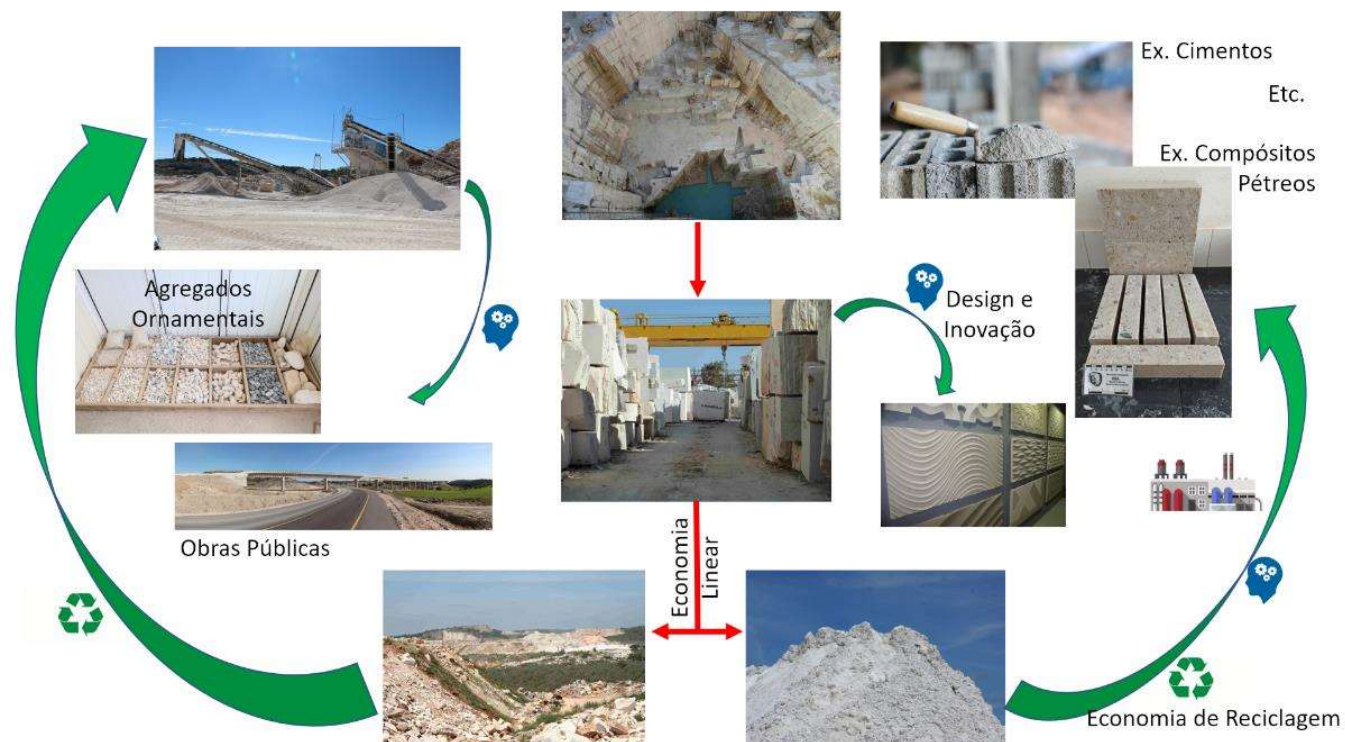 Ex. Cimentos
Etc.
Ex. Compósitos
Pétreos
Agregados
Ornamentais
Design e
Inovação
Obras Públicas
Economia
Linear
Economia de Reciclagem